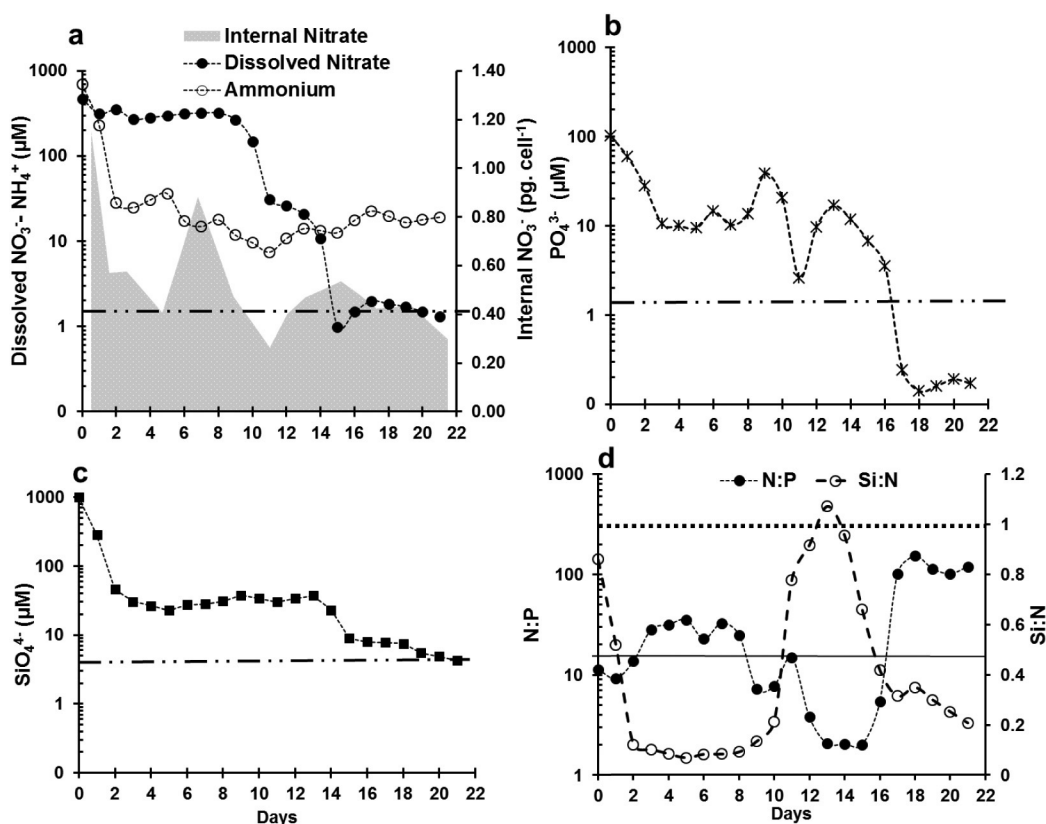 a
Internal Nitrate
Dissolved Nitrate
Ammonium
Dissolved NO₃⁻- NH₄⁺ (µM)
1000
100
10
1
0
1.40
1.20
1.00
0.80
0.60
0.40
0.20
0.00
Internal NO₃⁻ (pg. cell⁻¹)
0 2 4 6 8 10 12 14 16 18 20 22
b
PO₄³⁻ (µM)
1000
100
10
1
0
0 2 4 6 8 10 12 14 16 18 20 22
c
SiO₄⁴⁻ (µM)
1000
100
10
1
0
0 2 4 6 8 10 12 14 16 18 20 22
Days
d
N:P Si:N
N:P
1000
100
10
1
1.2
1
0.8
0.6
0.4
0.2
0
Si:N
0 2 4 6 8 10 12 14 16 18 20 22
Days